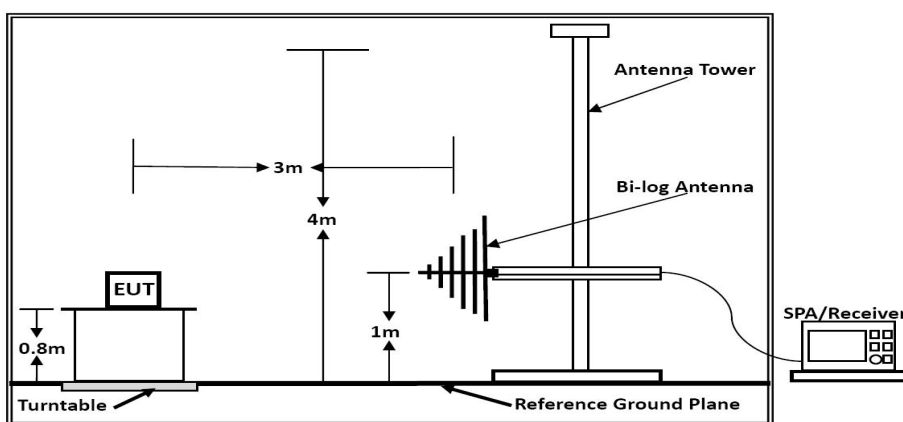 Antenna Tower
3m
Bi-log Antenna
4m
EUT
1m
SPA/Receiver
0.8m
Turntable
Reference Ground Plane